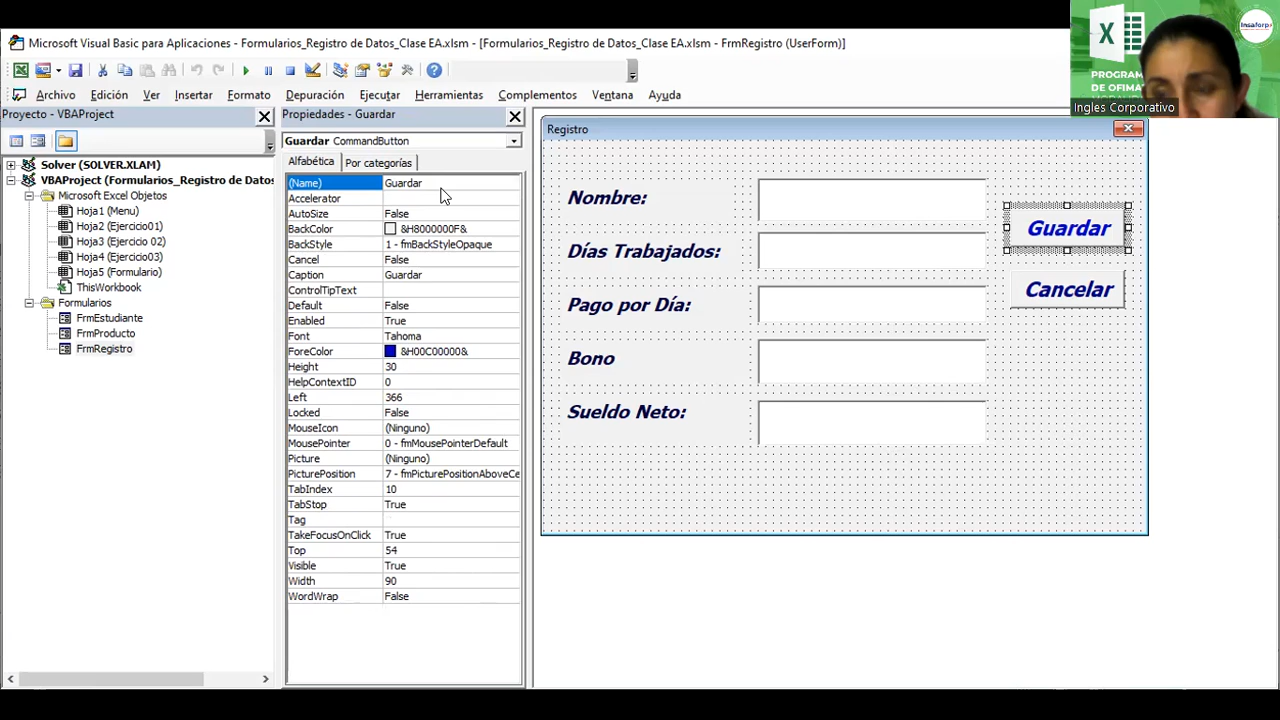 Insaforp
PROGRAM
DE OFIMAT
Ingles Corporativo
Microsoft Visual Basic para Aplicaciones - Formularios_Registro de Datos_Clase EA.xlsm - [Formularios_Registro de Datos_Clase EA.xlsm - FrmRegistro (UserForm)]
Archivo Edición Ver Insertar Formato Depuración Ejecutar Herramientas Complementos Ventana Ayuda
Proyecto - VBAProject
Solver (SOLVER.XLAM)
VBAProject (Formularios_Registro de Datos
Microsoft Excel Objetos
Hoja1 (Menu)
Hoja2 (Ejercicio01)
Hoja3 (Ejercicio 02)
Hoja4 (Ejercicio03)
Hoja5 (Formulario)
ThisWorkbook
Formularios
FrmEstudiante
FrmProducto
FrmRegistro
Propiedades - Guardar
Guardar CommandButton
Alfabética Por categorías
(Name) Guardar
Accelerator
AutoSize False
BackColor &H8000000F&
BackStyle 1 - fmBackStyleOpaque
Cancel False
Caption Guardar
ControlTipText
Default False
Enabled True
Font Tahoma
ForeColor &H00C00000&
Height 30
HelpContextID 0
Left 366
Locked False
MouseIcon (Ninguno)
MousePointer 0 - fmMousePointerDefault
Picture (Ninguno)
PicturePosition 7 - fmPicturePositionAboveCe
TabIndex 10
TabStop True
Tag
TakeFocusOnClick True
Top 54
Visible True
Width 90
WordWrap False
Registro
Nombre:
Días Trabajados:
Pago por Día:
Bono
Sueldo Neto:
Guardar
Cancelar